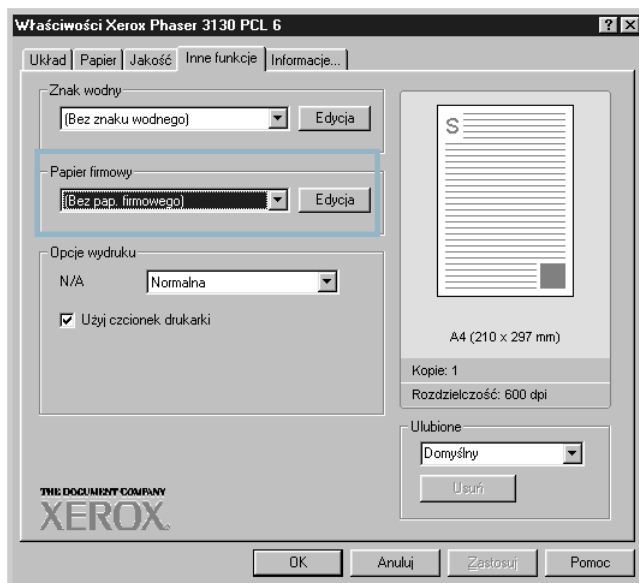 Właściwości Xerox Phaser 3130 PCL 6
Układ Papier Jakość Inne funkcje Informacje...
Znak wodny
(Bez znaku wodnego) Edycja
Papier firmowy
(Bez pap. firmowego) Edycja
Opcje wydruku
N/A Normalna
Użyj czcionek drukarki
S
A4 (210 x 297 mm)
Kopie: 1
Rozdzielczość: 600 dpi
Ulubione
Domyślny
Usuń
THE DOCUMENT COMPANY
XEROX
OK Anuluj Zastosuj Pomoc